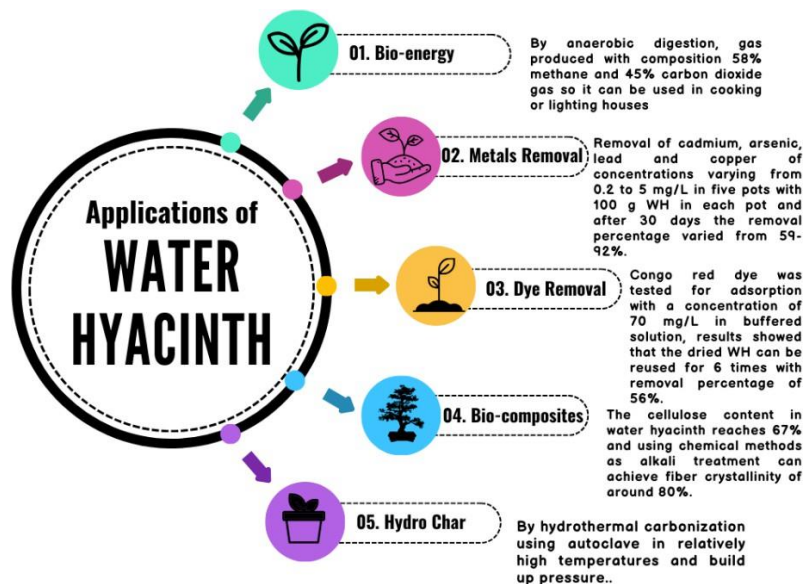 Applications of
WATER
HYACINTH
01. Bio-energy
By anaerobic digestion, gas
produced with composition 58%
methane and 45% carbon dioxide
gas so it can be used in cooking
or lighting houses
02. Metals Removal
Removal of cadmium, arsenic,
lead and copper of
concentrations varying from
0.2 to 5 mg/L in five pots with
100 g WH in each pot and
after 30 days the removal
percentage varied from 59-
92%.
03. Dye Removal
Congo red dye was
tested for adsorption
with a concentration of
70 mg/L in buffered
solution, results showed
that the dried WH can be
reused for 6 times with
removal percentage of
56%.
04. Bio-composites
The cellulose content in
water hyacinth reaches 67%
and using chemical methods
as alkali treatment can
achieve fiber crystallinity of
around 80%.
05. Hydro Char
By hydrothermal carbonization
using autoclave in relatively
high temperatures and build
up pressure..